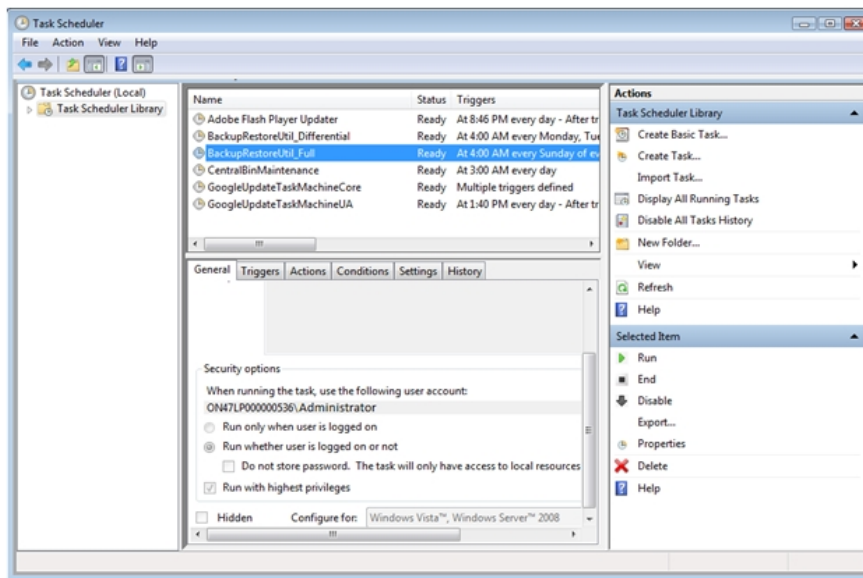 Task Scheduler
File Action View Help
Task Scheduler (Local)
Task Scheduler Library
Name Status Triggers
Adobe Flash Player Updater Ready At 8:46 PM every day - After tr
BackupRestoreUtil_Differential Ready At 4:00 AM every Monday, Tue
BackupRestoreUtil_Full Ready At 4:00 AM every Sunday of ev
CentralBinMaintenance Ready At 3:00 AM every day
GoogleUpdateTaskMachineCore Ready Multiple triggers defined
GoogleUpdateTaskMachineUA Ready At 1:40 PM every day - After tr
General Triggers Actions Conditions Settings History
Security options
When running the task, use the following user account:
ON47LP000000536\Administrator
Run only when user is logged on
Run whether user is logged on or not
Do not store password. The task will only have access to local resources
Run with highest privileges
Hidden Configure for: Windows Vista™, Windows Server™ 2008
Actions
Task Scheduler Library
Create Basic Task...
Create Task...
Import Task...
Display All Running Tasks
Disable All Tasks History
New Folder...
View
Refresh
Help
Selected Item
Run
End
Disable
Export...
Properties
Delete
Help